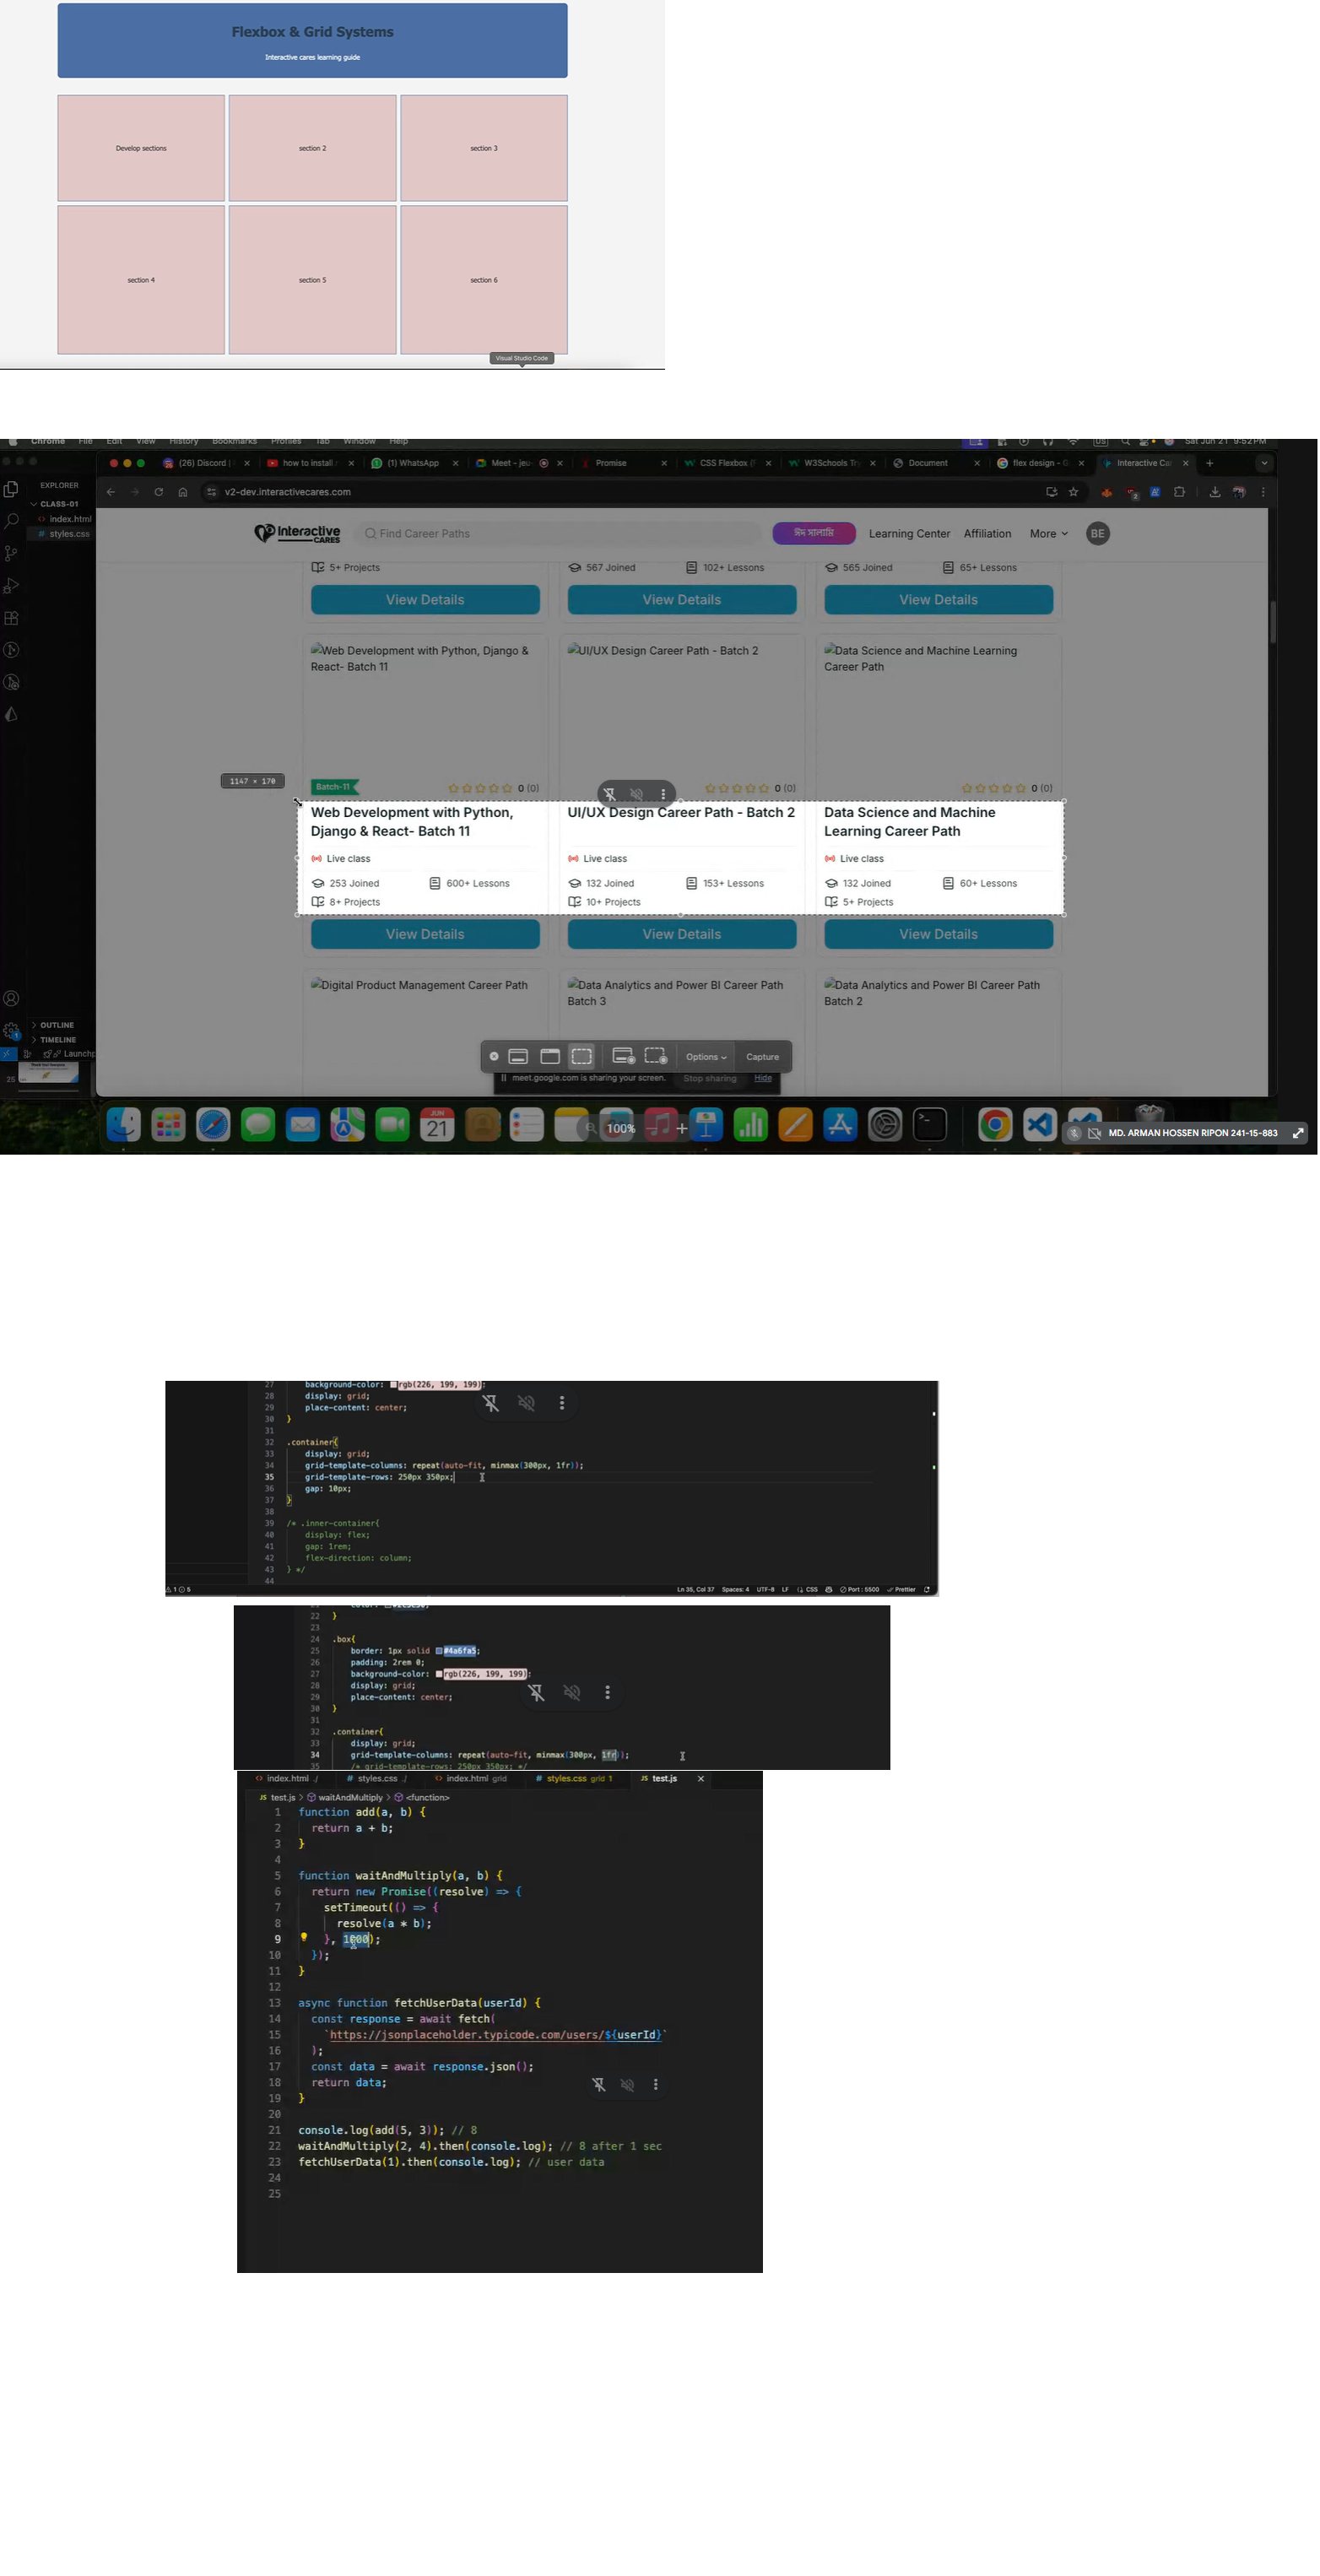 Flexbox & Grid Systems
Interactive cares learning guide
Develop sections
section 2
section 3
section 4
section 5
section 6
Visual Studio Code
Chrome File Edit View History Bookmarks Profiles Tab Window Help
US Sat Jun 21 9:52 PM
(26) Discord | how to install (1) WhatsApp Meet - jeu Promise CSS Flexbox ( W3Schools Try Document flex design - G Interactive Ca
EXPLORER
v2-dev.interactivecares.com
CLASS-01
index.html
styles.css
Interactive CARES
Find Career Paths
ঈদ সালামি
Learning Center Affiliation More BE
5+ Projects 567 Joined 102+ Lessons 565 Joined 65+ Lessons
View Details View Details View Details
Web Development with Python, Django & React- Batch 11
UI/UX Design Career Path - Batch 2
Data Science and Machine Learning Career Path
1147 × 170
Batch-11 0 (0) 0 (0) 0 (0)
Web Development with Python, Django & React- Batch 11
UI/UX Design Career Path - Batch 2
Data Science and Machine Learning Career Path
Live class Live class Live class
253 Joined 600+ Lessons 132 Joined 153+ Lessons 132 Joined 60+ Lessons
8+ Projects 10+ Projects 5+ Projects
View Details View Details View Details
Digital Product Management Career Path
Data Analytics and Power BI Career Path Batch 3
Data Analytics and Power BI Career Path Batch 2
OUTLINE
TIMELINE
Launchp
Options Capture
25
meet.google.com is sharing your screen. Stop sharing Hide
JUN
21
100%
MD. ARMAN HOSSEN RIPON 241-15-883
27 background-color: rgb(226, 199, 199);
28 display: grid;
29 place-content: center;
30 }
31
32 .container{
33 display: grid;
34 grid-template-columns: repeat(auto-fit, minmax(300px, 1fr));
35 grid-template-rows: 250px 350px;
36 gap: 10px;
37 }
38
39 /* .inner-container{
40 display: flex;
41 gap: 1rem;
42 flex-direction: column;
43 } */
44
1 5 Ln 35, Col 37 Spaces: 4 UTF-8 LF CSS Port : 5500 Prettier
22 }
23
24 .box{
25 border: 1px solid #4a6fa5;
26 padding: 2rem 0;
27 background-color: rgb(226, 199, 199);
28 display: grid;
29 place-content: center;
30 }
31
32 .container{
33 display: grid;
34 grid-template-columns: repeat(auto-fit, minmax(300px, 1fr));
35 /* grid-template-rows: 250px 350px; */
index.html ./ styles.css ./ index.html grid styles.css grid 1 JS test.js
JS test.js > waitAndMultiply > <function>
1 function add(a, b) {
2 return a + b;
3 }
4
5 function waitAndMultiply(a, b) {
6 return new Promise((resolve) => {
7 setTimeout(() => {
8 resolve(a * b);
9 }, 1000);
10 });
11 }
12
13 async function fetchUserData(userId) {
14 const response = await fetch(
15 `https://jsonplaceholder.typicode.com/users/${userId}`
16 );
17 const data = await response.json();
18 return data;
19 }
20
21 console.log(add(5, 3)); // 8
22 waitAndMultiply(2, 4).then(console.log); // 8 after 1 sec
23 fetchUserData(1).then(console.log); // user data
24
25